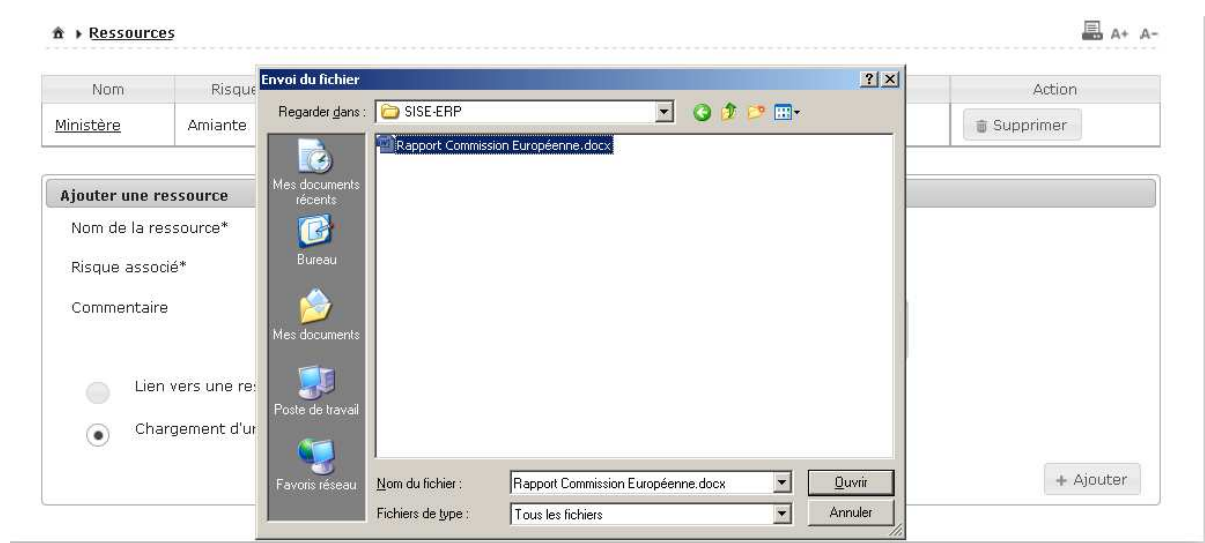 Ressources
A+ A-
Envoi du fichier
Nom Risque Action
Regarder dans : SISE-ERP
Ministère Amiante Supprimer
Rapport Commission Européenne.docx
Mes documents
récents
Ajouter une ressource
Nom de la ressource*
Bureau
Risque associé*
Commentaire
Mes documents
Lien vers une re
Poste de travail
Chargement d'u
Favoris réseau
Nom du fichier : Rapport Commission Européenne.docx Ouvrir
+ Ajouter
Fichiers de type : Tous les fichiers Annuler